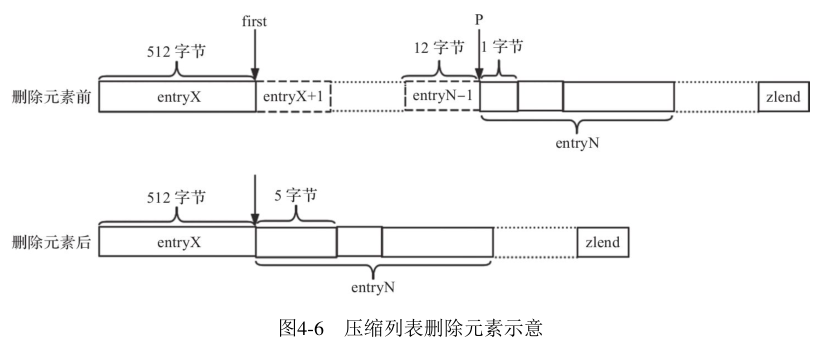 first
P
512 字节
12 字节
1 字节
删除元素前
entryX
entryX+1
entryN−1
zlend
entryN
512 字节
5 字节
删除元素后
entryX
zlend
entryN
图4-6 压缩列表删除元素示意